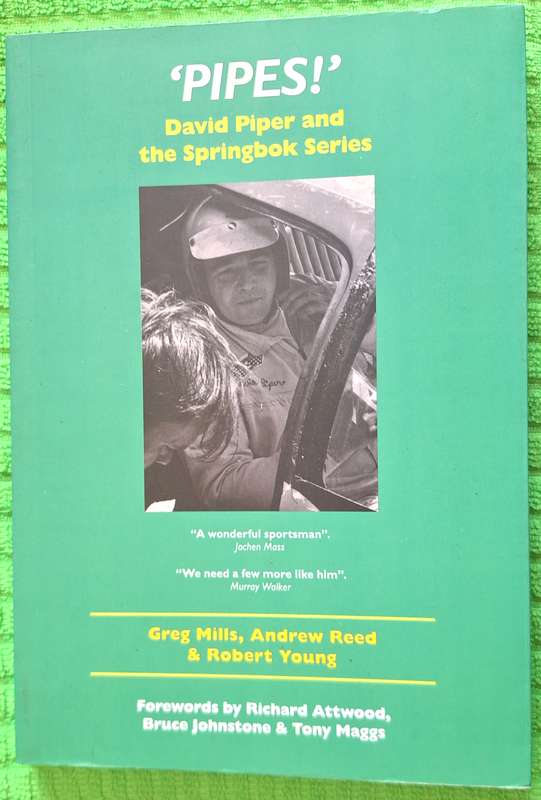 ‘PIPES!’
David Piper and
the Springbok Series
“A wonderful sportsman”.
Jochen Mass
“We need a few more like him”.
Murray Walker
Greg Mills, Andrew Reed
& Robert Young
Forewords by Richard Attwood,
Bruce Johnstone & Tony Maggs